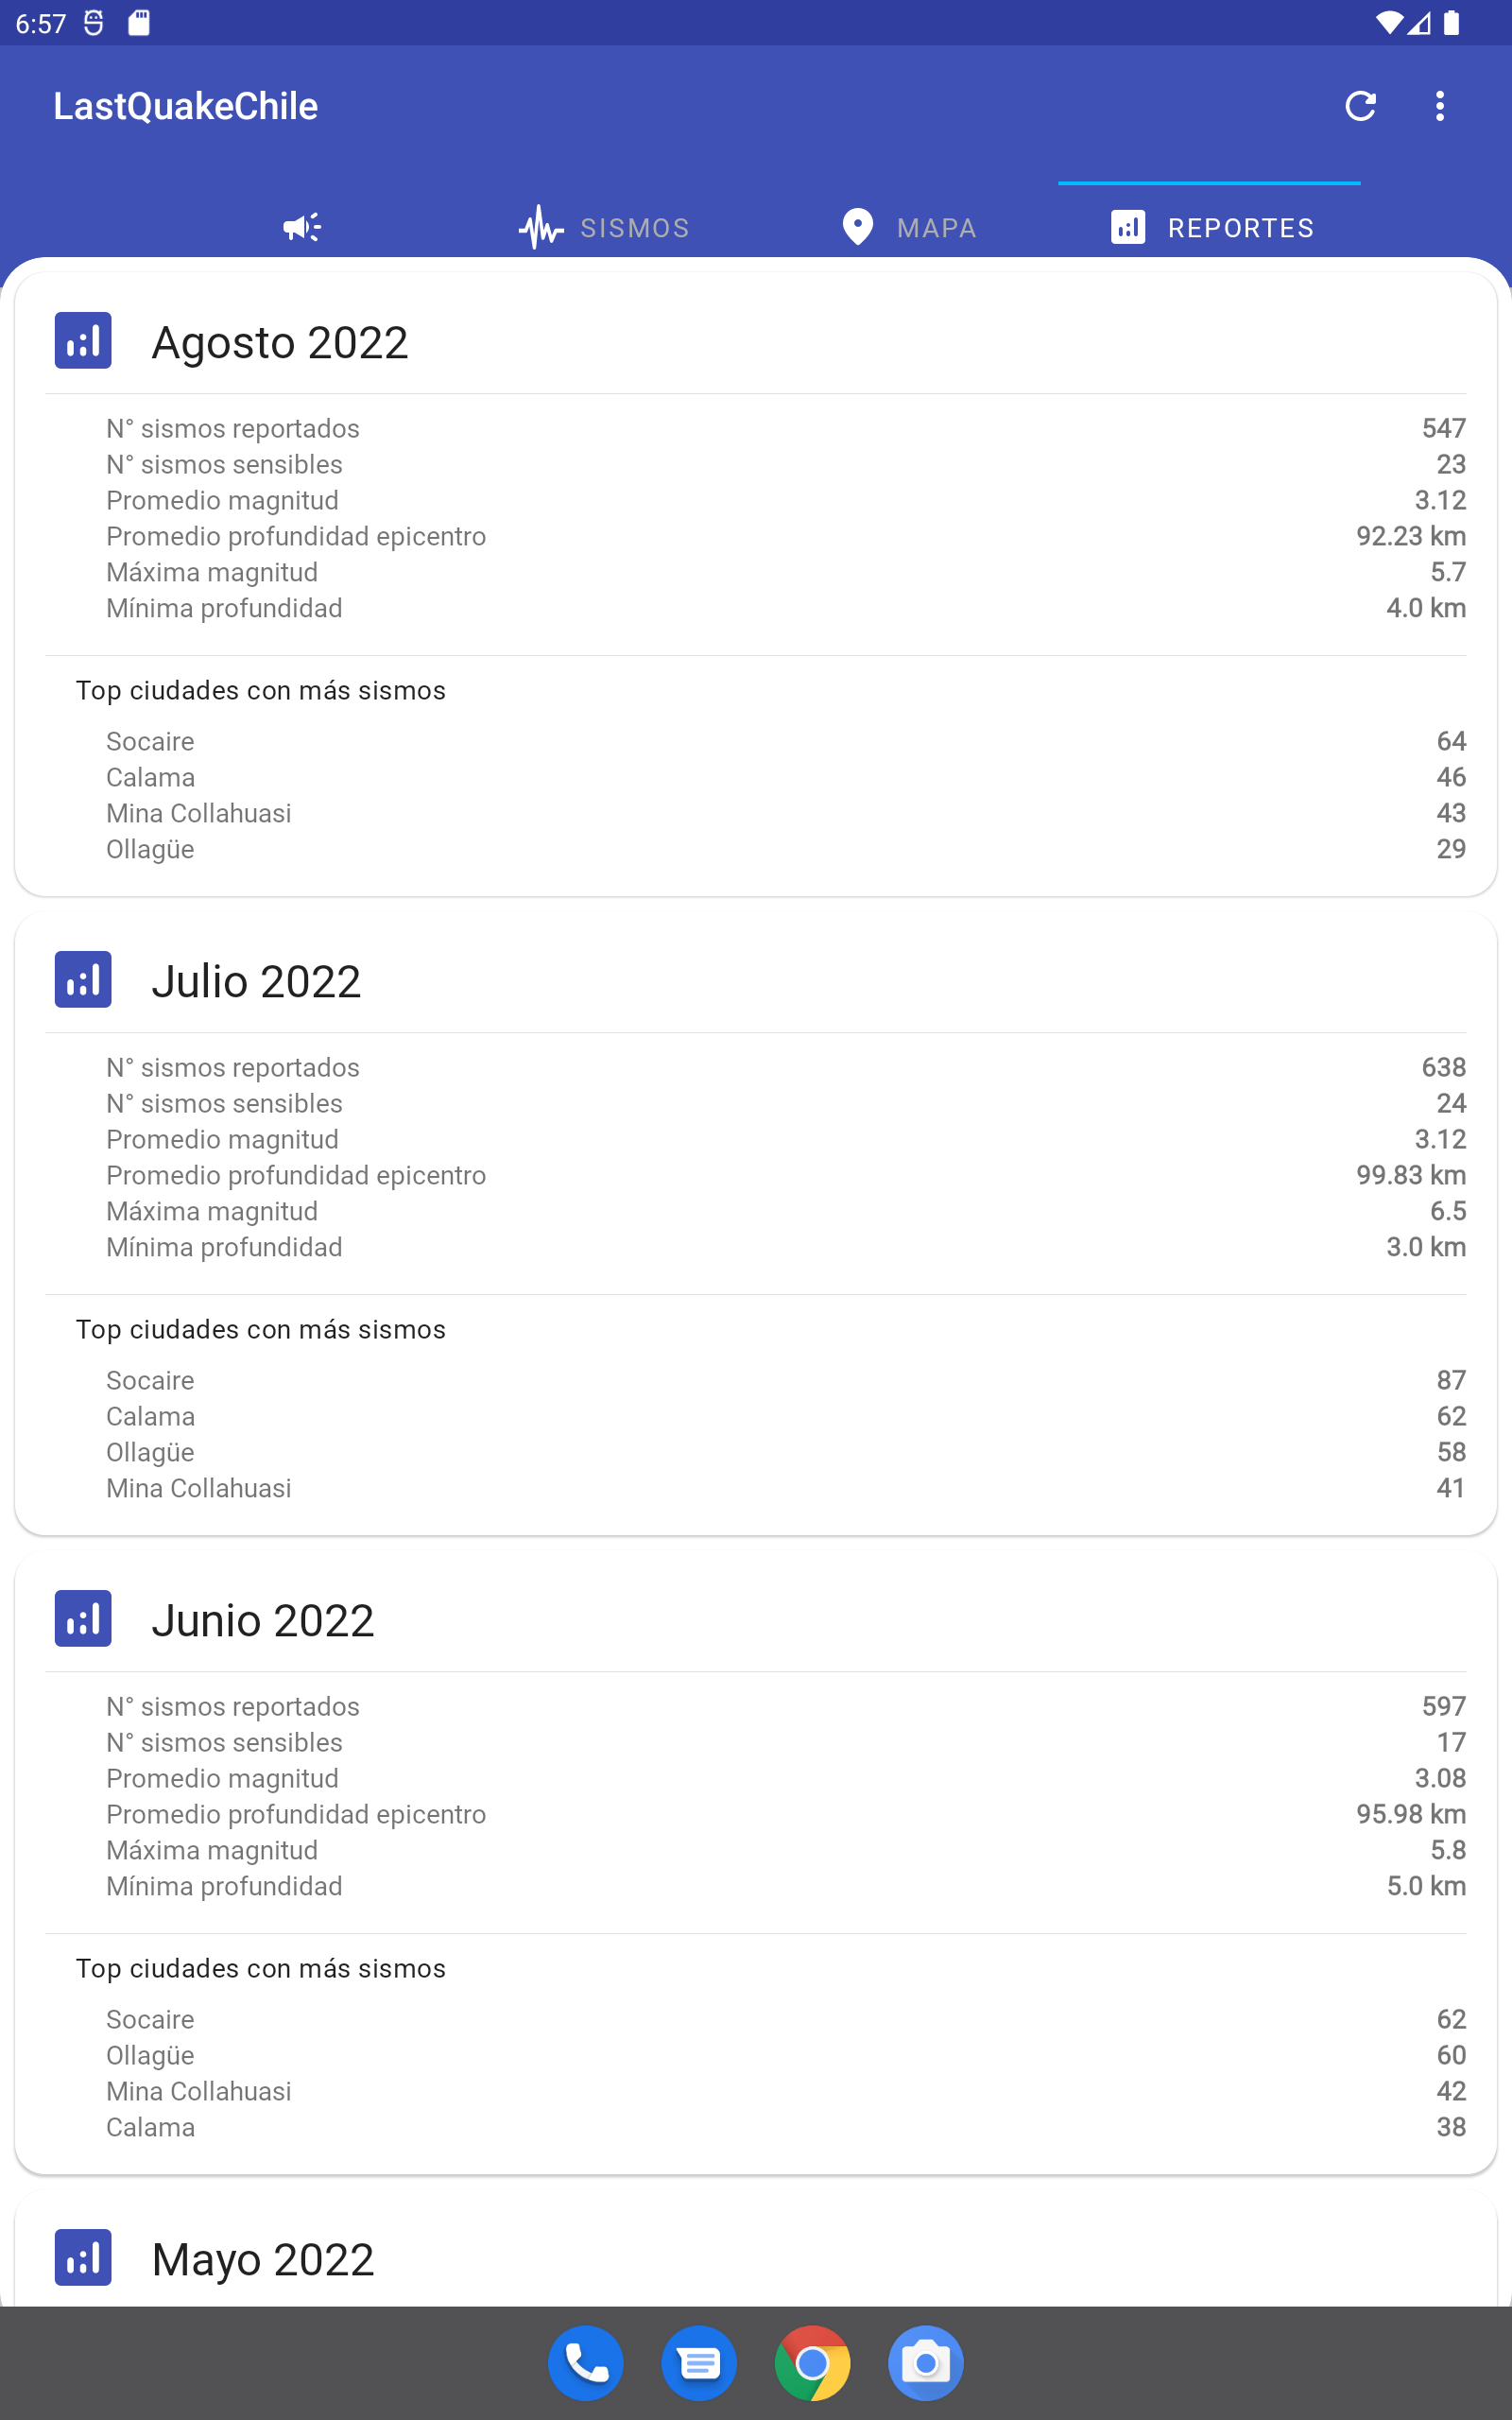 6:57
LastQuakeChile
SISMOS MAPA REPORTES
Agosto 2022
N° sismos reportados 547
N° sismos sensibles 23
Promedio magnitud 3.12
Promedio profundidad epicentro 92.23 km
Máxima magnitud 5.7
Mínima profundidad 4.0 km
Top ciudades con más sismos
Socaire 64
Calama 46
Mina Collahuasi 43
Ollagüe 29
Julio 2022
N° sismos reportados 638
N° sismos sensibles 24
Promedio magnitud 3.12
Promedio profundidad epicentro 99.83 km
Máxima magnitud 6.5
Mínima profundidad 3.0 km
Top ciudades con más sismos
Socaire 87
Calama 62
Ollagüe 58
Mina Collahuasi 41
Junio 2022
N° sismos reportados 597
N° sismos sensibles 17
Promedio magnitud 3.08
Promedio profundidad epicentro 95.98 km
Máxima magnitud 5.8
Mínima profundidad 5.0 km
Top ciudades con más sismos
Socaire 62
Ollagüe 60
Mina Collahuasi 42
Calama 38
Mayo 2022